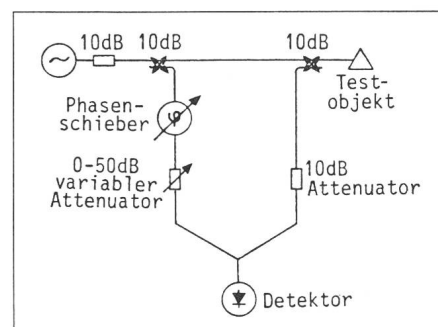 10dB 10dB 10dB
Test-
objekt
Phasen-
schieber
φ
0-50dB
variabler
Attenuator
10dB
Attenuator
Detektor